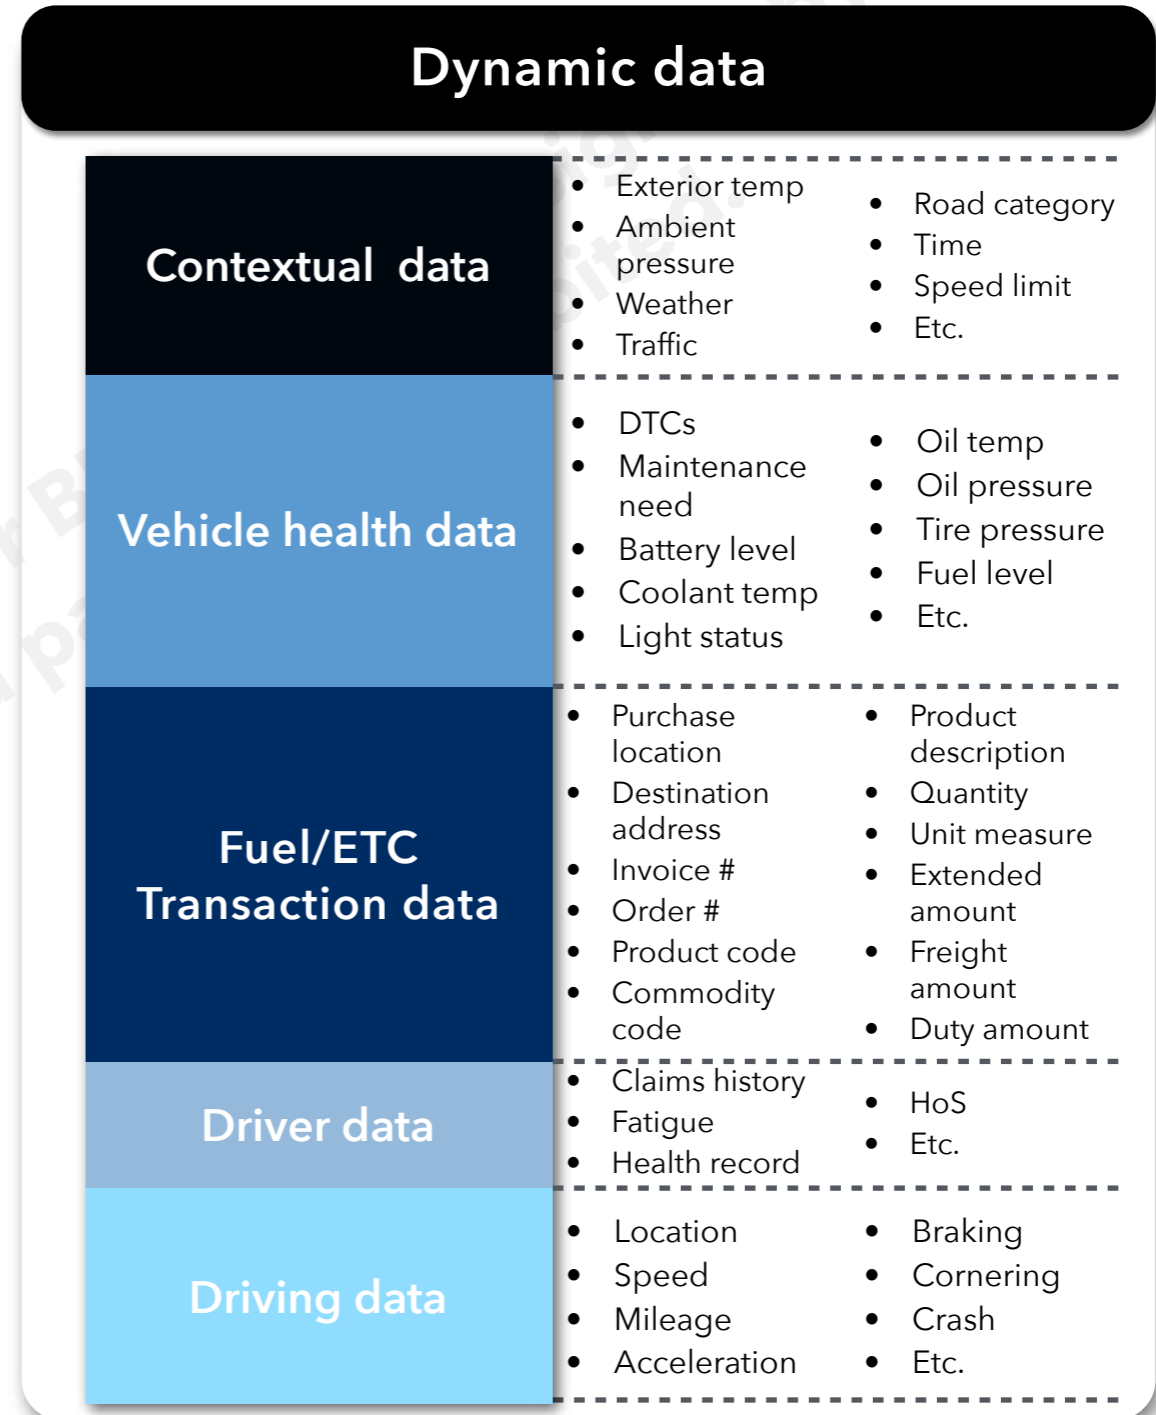 Dynamic data
Contextual data
• Exterior temp
• Ambient
pressure
• Weather
• Traffic
• Road category
• Time
• Speed limit
• Etc.
Vehicle health data
• DTCs
• Maintenance
need
• Battery level
• Coolant temp
• Light status
• Oil temp
• Oil pressure
• Tire pressure
• Fuel level
• Etc.
Fuel/ETC
Transaction data
• Purchase
location
• Destination
address
• Invoice #
• Order #
• Product code
• Commodity
code
• Product
description
• Quantity
• Unit measure
• Extended
amount
• Freight
amount
• Duty amount
Driver data
• Claims history
• Fatigue
• Health record
• HoS
• Etc.
Driving data
• Location
• Speed
• Mileage
• Acceleration
• Braking
• Cornering
• Crash
• Etc.